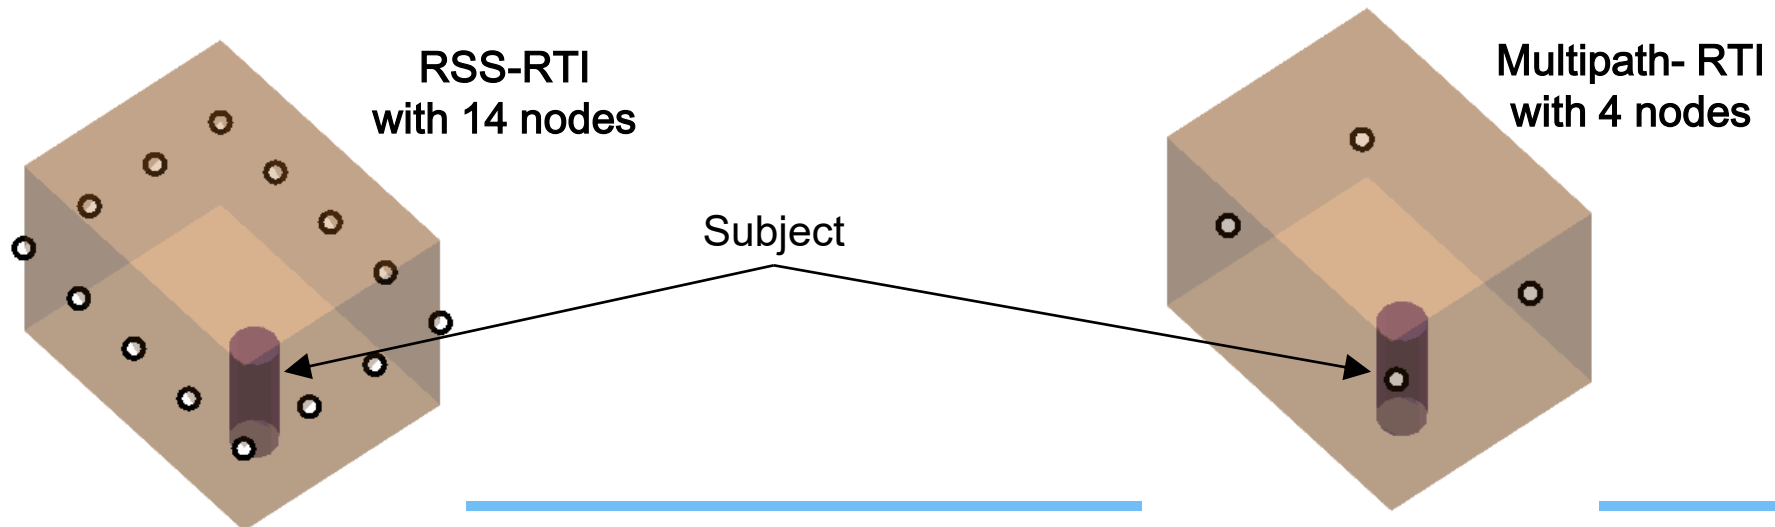 RSS-RTI
with 14 nodes
Multipath- RTI
with 4 nodes
Subject